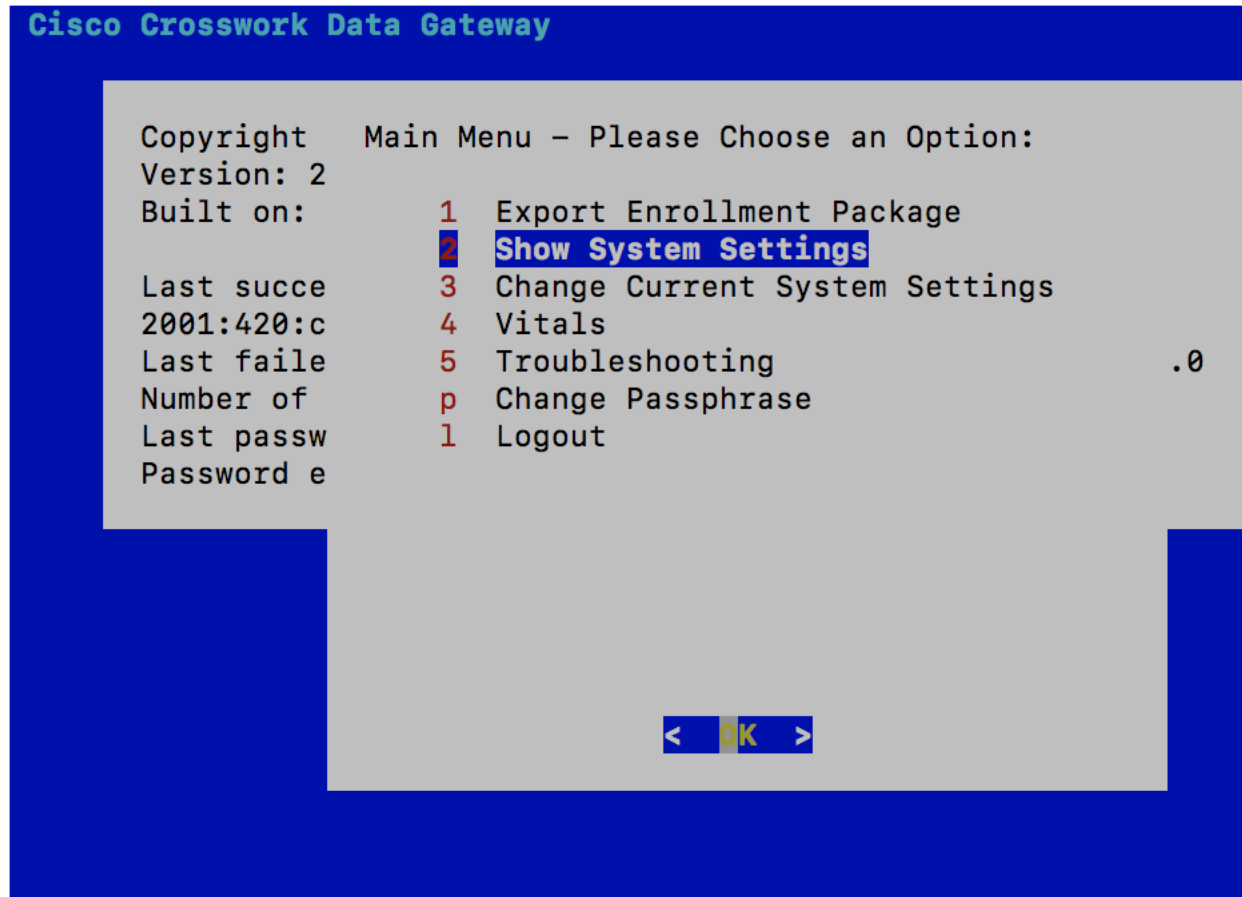 Cisco Crosswork Data Gateway
Copyright
Version: 2
Built on:
Last succe
2001:420:c
Last faile
.0
Number of
Last passw
Password e
Main Menu – Please Choose an Option:
1 Export Enrollment Package
2 Show System Settings
3 Change Current System Settings
4 Vitals
5 Troubleshooting
p Change Passphrase
l Logout
< OK >